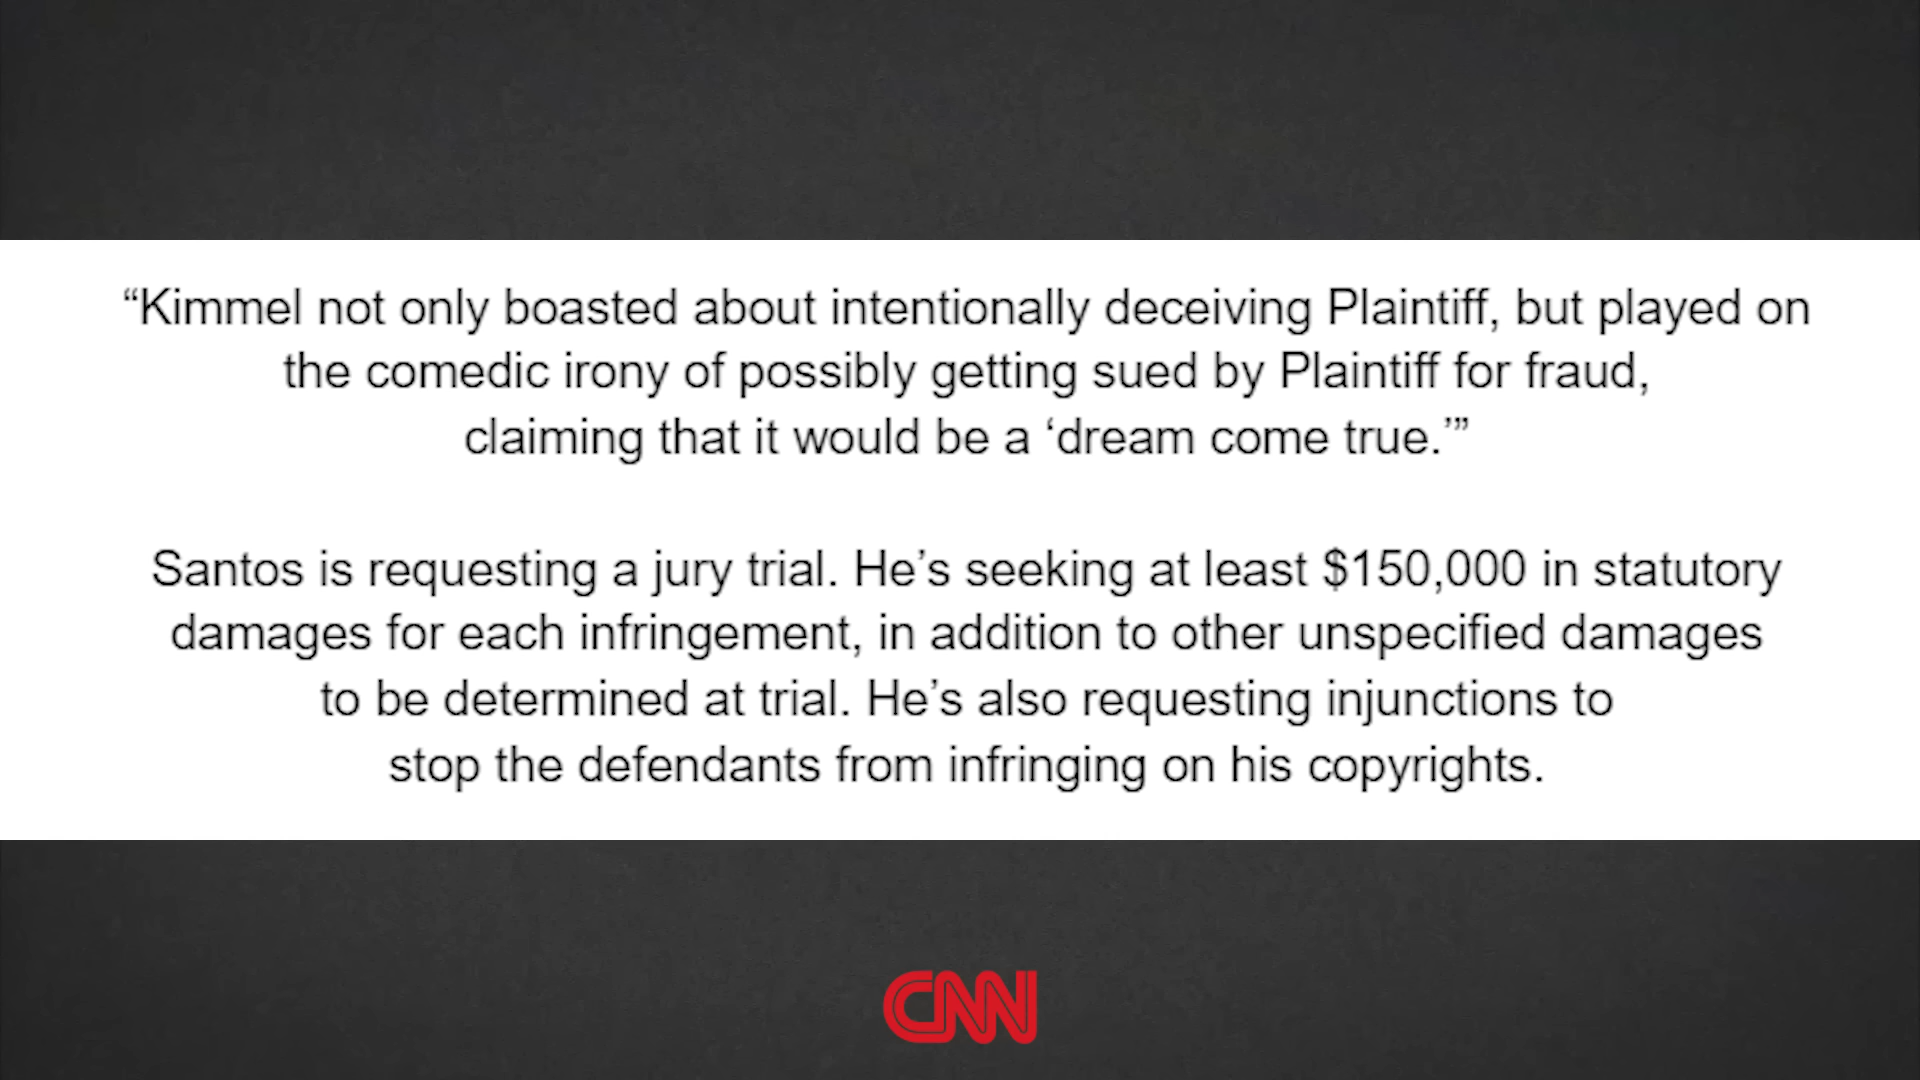 “Kimmel not only boasted about intentionally deceiving Plaintiff, but played on
the comedic irony of possibly getting sued by Plaintiff for fraud,
claiming that it would be a ‘dream come true.’”
Santos is requesting a jury trial. He’s seeking at least $150,000 in statutory
damages for each infringement, in addition to other unspecified damages
to be determined at trial. He’s also requesting injunctions to
stop the defendants from infringing on his copyrights.
CNN